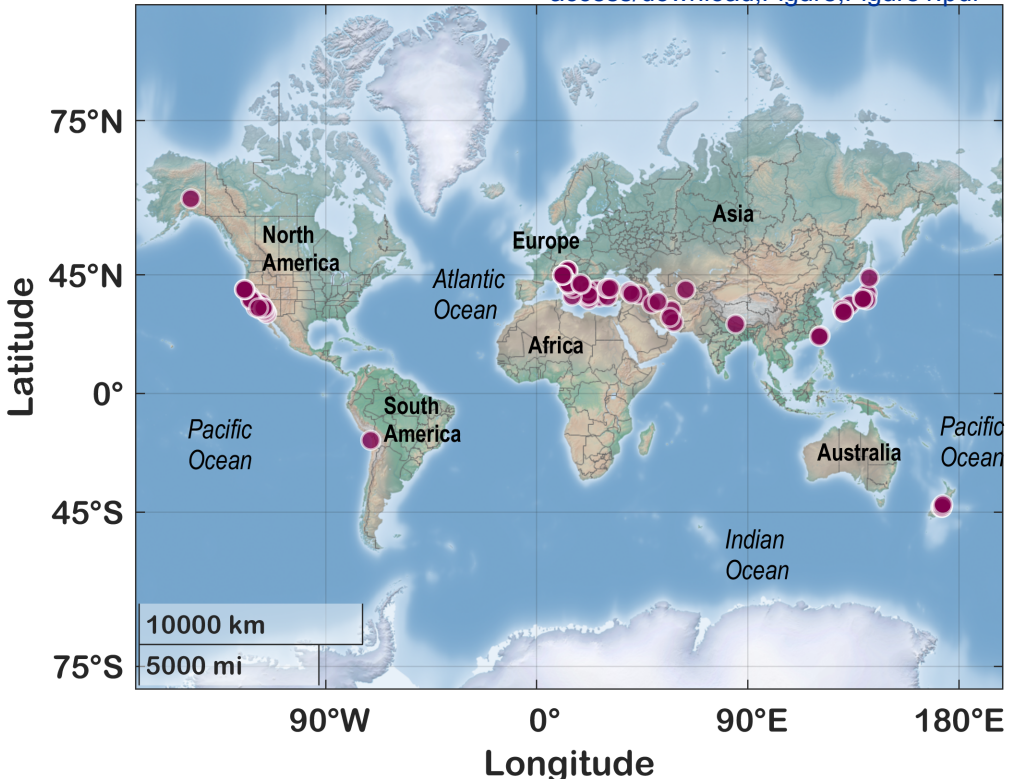 75°N
North
America
Europe
Asia
45°N
Atlantic
Ocean
Africa
Latitude
0°
South
America
Pacific
Ocean
Australia
Pacific
Ocean
45°S
Indian
Ocean
10000 km
5000 mi
75°S
90°W
0°
90°E
180°E
Longitude